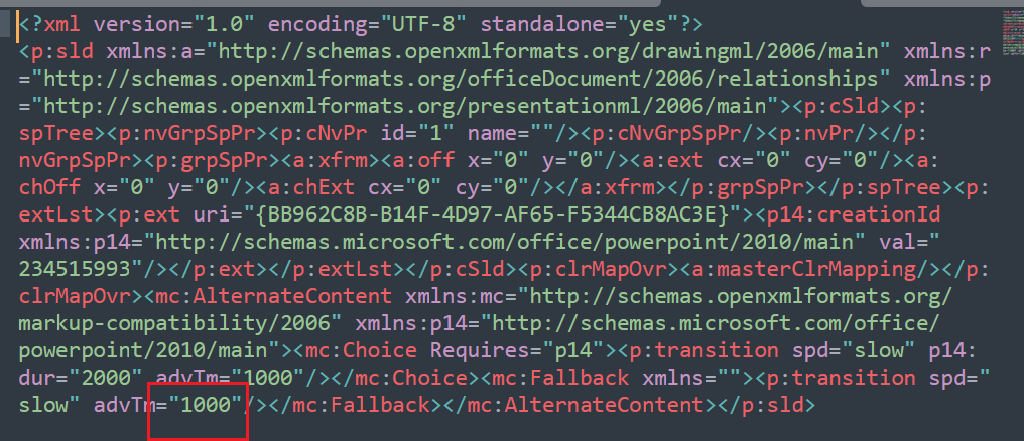 <?xml version="1.0" encoding="UTF-8" standalone="yes"?>
<p:sld xmlns:a="http://schemas.openxmlformats.org/drawingml/2006/main" xmlns:r
="http://schemas.openxmlformats.org/officeDocument/2006/relationships" xmlns:p
="http://schemas.openxmlformats.org/presentationml/2006/main"><p:cSld><p:
spTree><p:nvGrpSpPr><p:cNvPr id="1" name=""/><p:cNvGrpSpPr/><p:nvPr/></p:
nvGrpSpPr><p:grpSpPr><a:xfrm><a:off x="0" y="0"/><a:ext cx="0" cy="0"/><a:
chOff x="0" y="0"/><a:chExt cx="0" cy="0"/></a:xfrm></p:grpSpPr></p:spTree><p:
extLst><p:ext uri="{BB962C8B-B14F-4D97-AF65-F5344CB8AC3E}"><p14:creationId
xmlns:p14="http://schemas.microsoft.com/office/powerpoint/2010/main" val="
234515993"/></p:ext></p:extLst></p:cSld><p:clrMapOvr><a:masterClrMapping/></p:
clrMapOvr><mc:AlternateContent xmlns:mc="http://schemas.openxmlformats.org/
markup-compatibility/2006" xmlns:p14="http://schemas.microsoft.com/office/
powerpoint/2010/main"><mc:Choice Requires="p14"><p:transition spd="slow" p14:
dur="2000" advTm="1000"/></mc:Choice><mc:Fallback xmlns=""><p:transition spd="
slow" advTm="1000"/></mc:Fallback></mc:AlternateContent></p:sld>